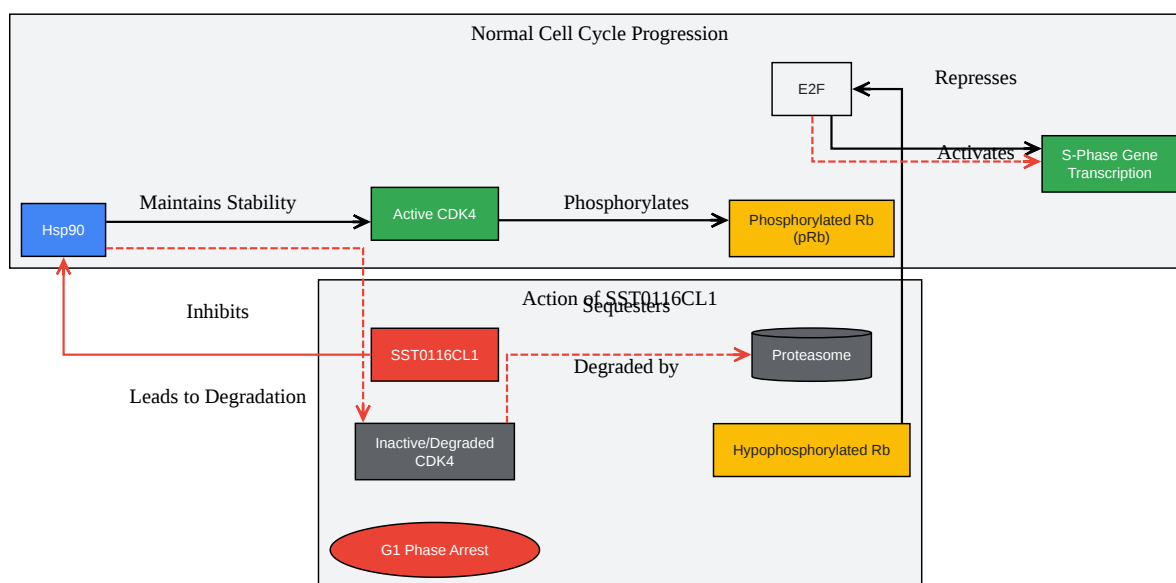 Normal Cell Cycle Progression
E2F
Represses
Activates
S-Phase Gene
Transcription
Maintains Stability
Active CDK4
Phosphorylates
Hsp90
Phosphorylated Rb
(pRb)
Action of SST0116CL1
Sequesters
Inhibits
SST0116CL1
Proteasome
Degraded by
Leads to Degradation
Inactive/Degraded
CDK4
Hypophosphorylated Rb
G1 Phase Arrest